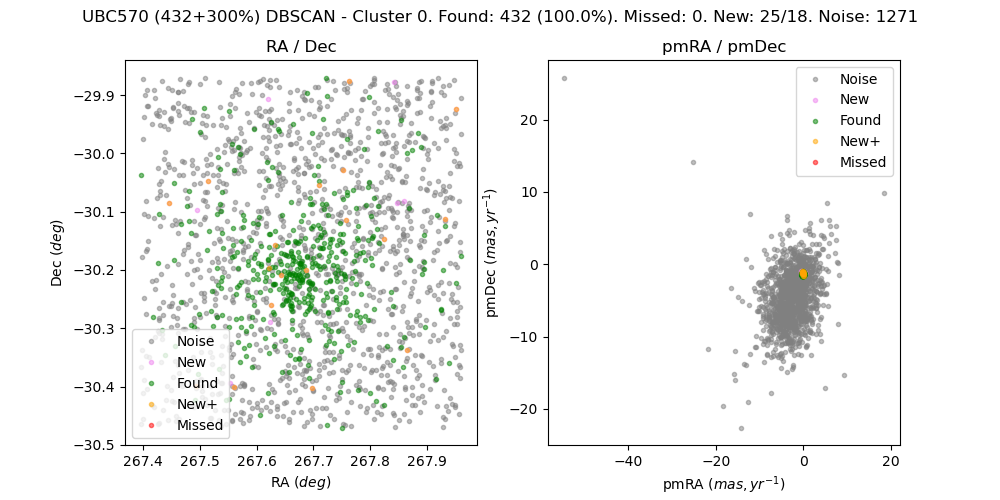 UBC570 (432+300%) DBSCAN - Cluster 0. Found: 432 (100.0%). Missed: 0. New: 25/18. Noise: 1271
RA / Dec
−29.9
−30.0
−30.1
−30.2
−30.3
−30.4
−30.5
Dec (deg)
Noise
New
Found
New+
Missed
267.4 267.5 267.6 267.7 267.8 267.9
RA (deg)
pmRA / pmDec
20
10
0
−10
−20
pmDec (mas, yr⁻¹)
Noise
New
Found
New+
Missed
−40 −20 0 20
pmRA (mas, yr⁻¹)